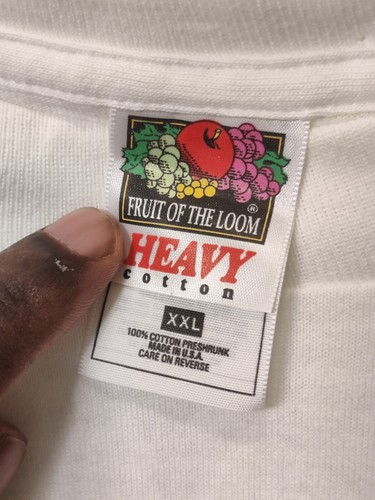 FRUIT OF THE LOOM
®
HEAVY
cotton
XXL
100% COTTON PRESHRUNK
MADE IN U.S.A.
CARE ON REVERSE